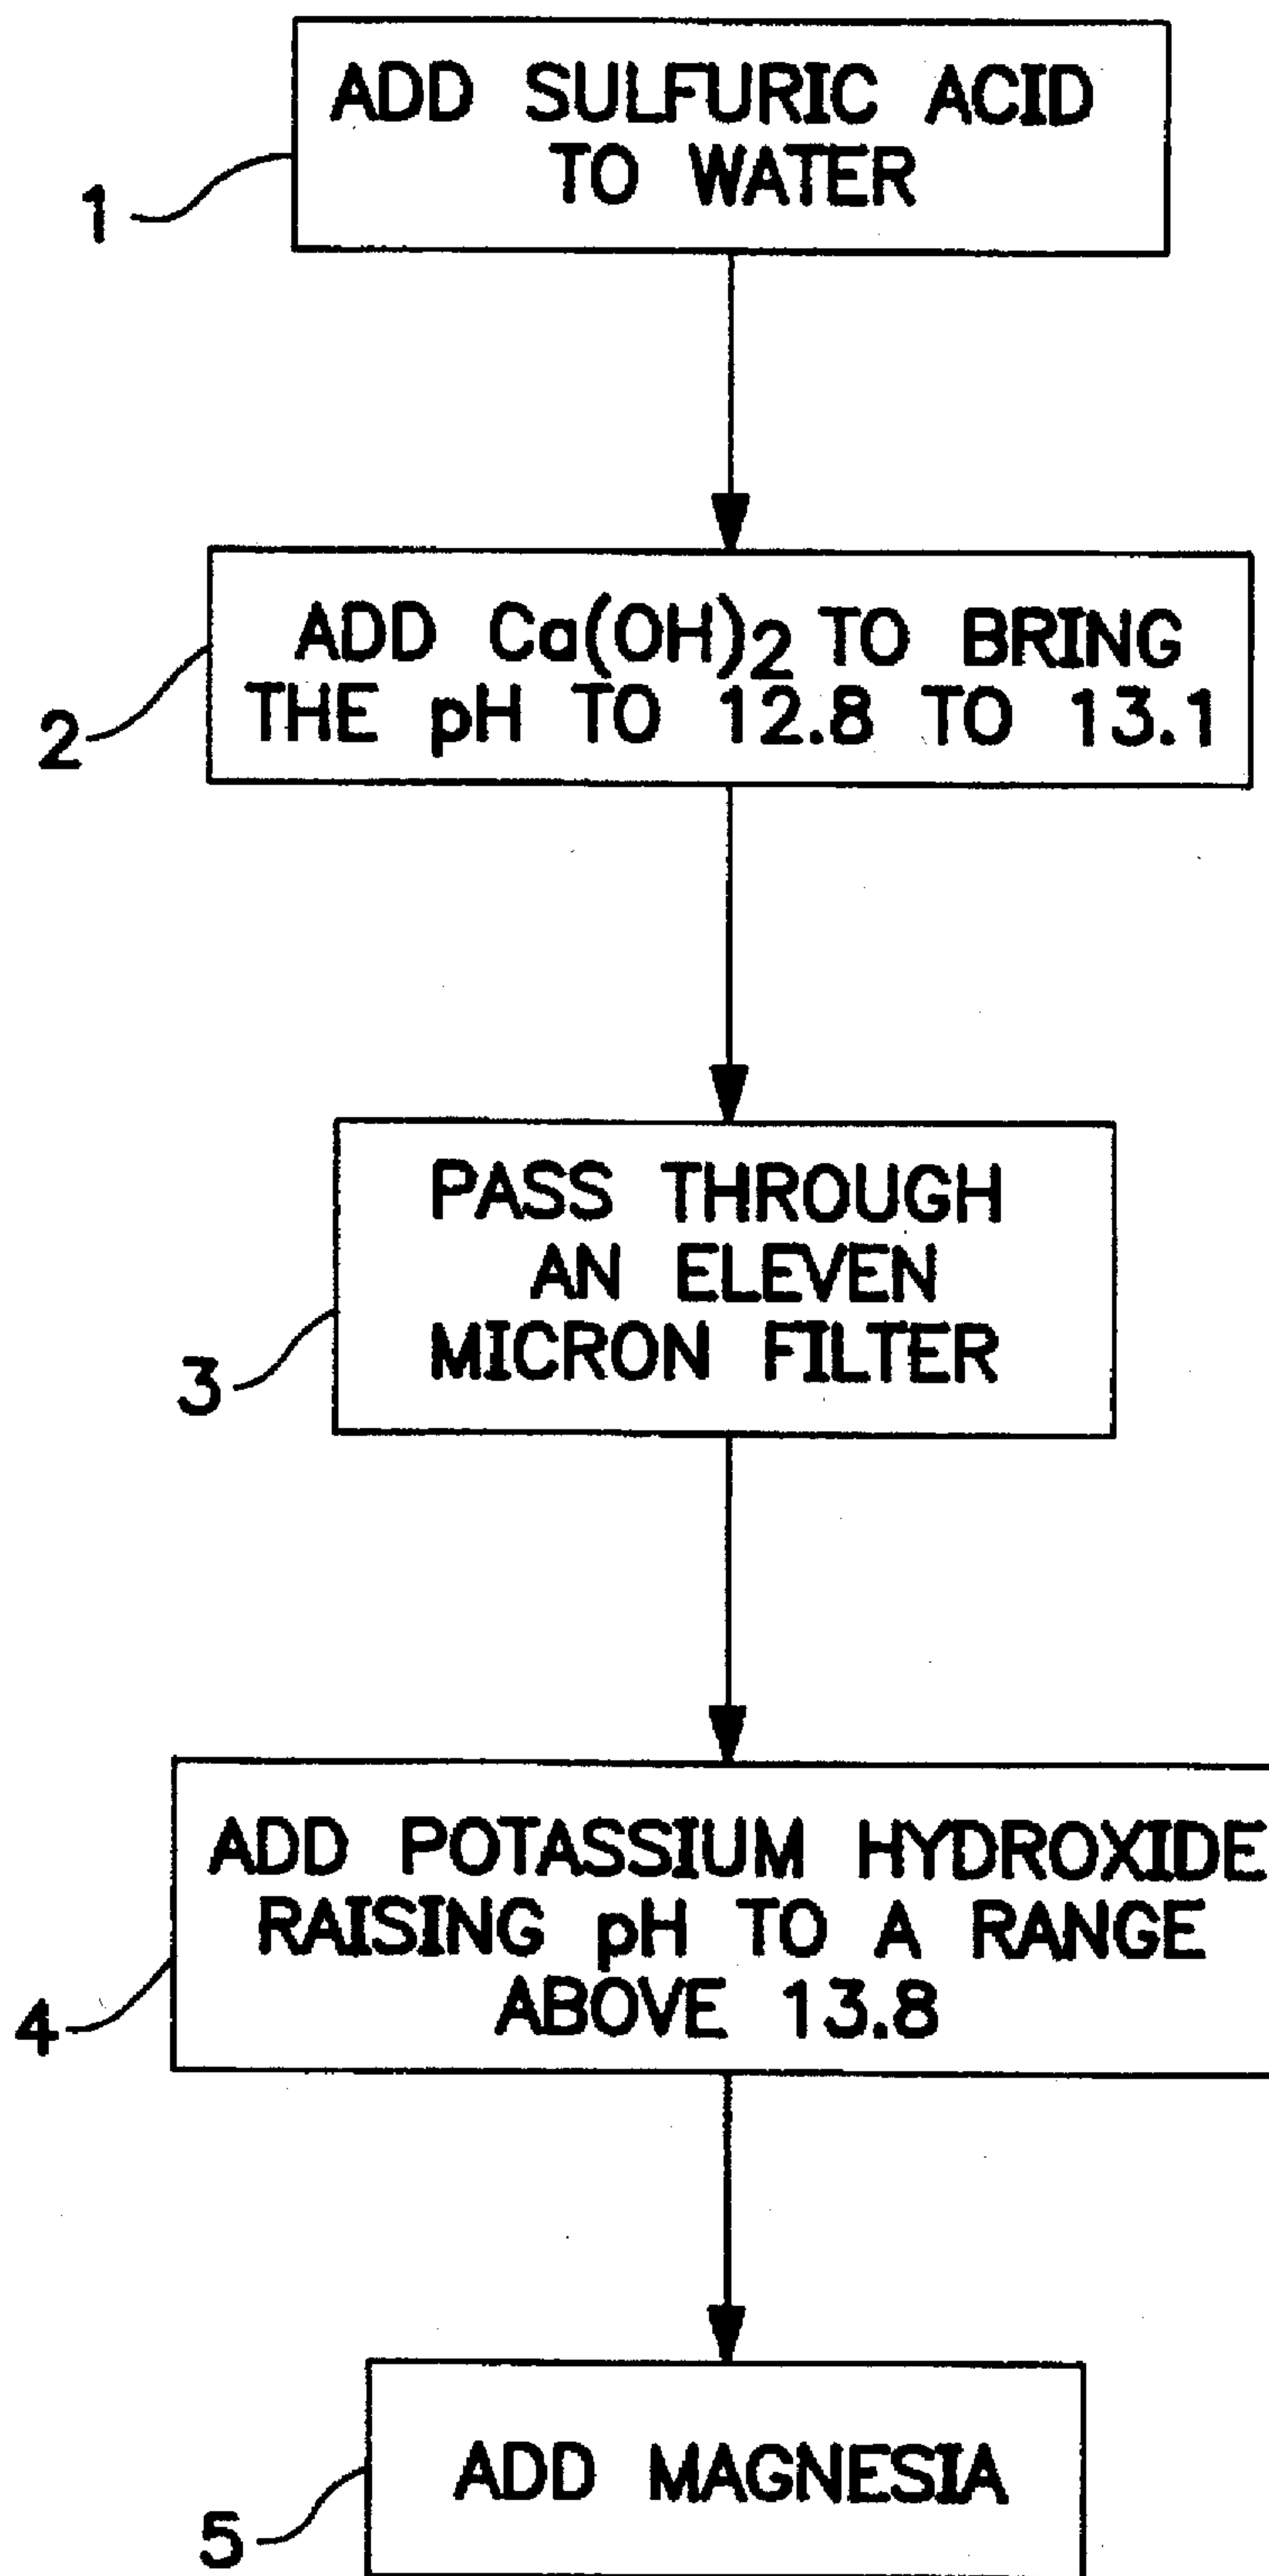 ADD SULFURIC ACID
TO WATER
1
ADD Ca(OH)2 TO BRING
THE pH TO 12.8 TO 13.1
2
PASS THROUGH
AN ELEVEN
MICRON FILTER
3
ADD POTASSIUM HYDROXIDE
RAISING pH TO A RANGE
ABOVE 13.8
4
ADD MAGNESIA
5